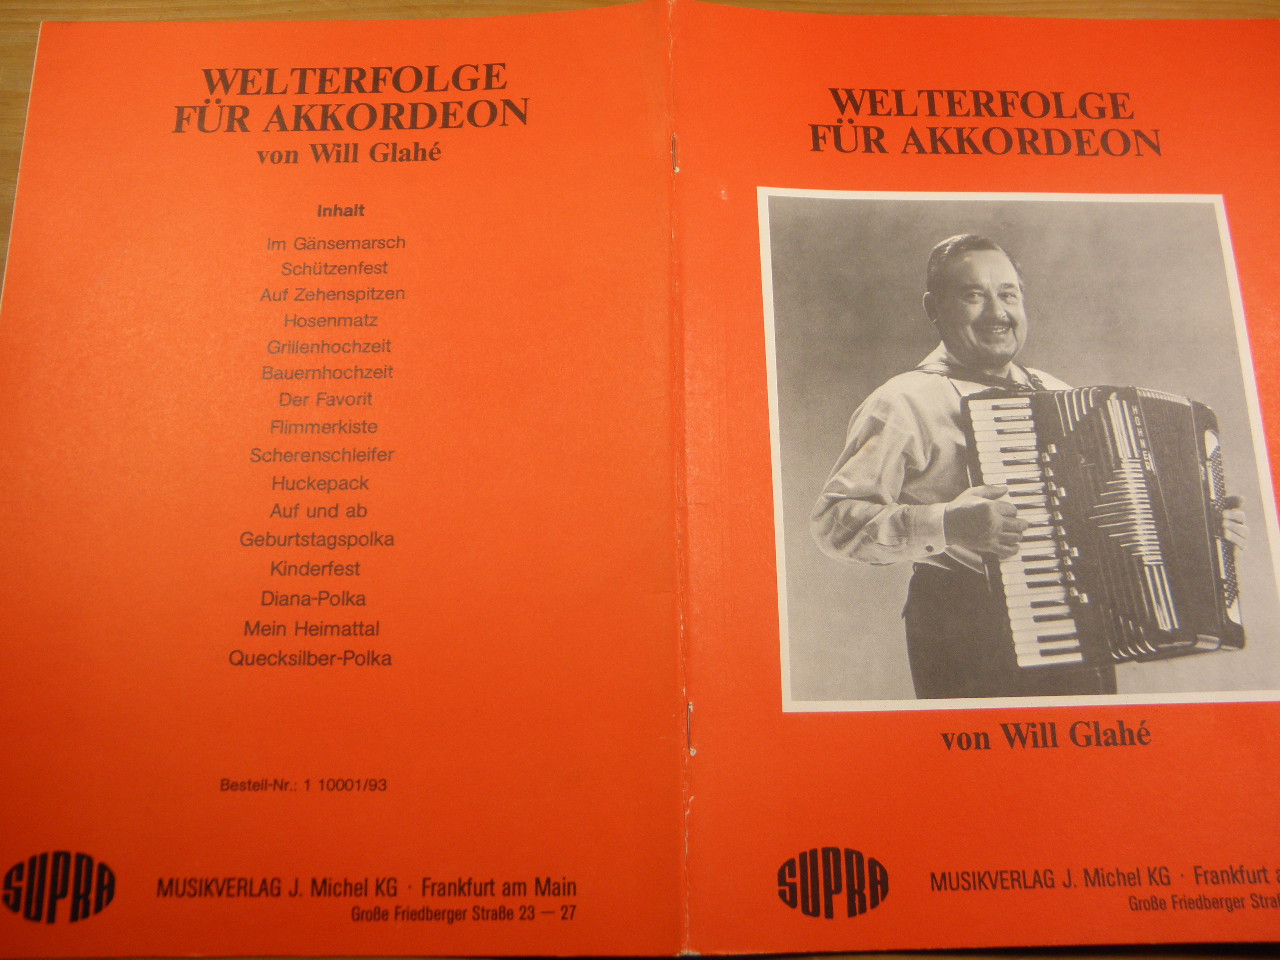 WELTERFOLGE
FÜR AKKORDEON
von Will Glahé
Inhalt
Im Gänsemarsch
Schützenfest
Auf Zehenspitzen
Hosenmatz
Grillenhochzeit
Bauernhochzeit
Der Favorit
Flimmerkiste
Scherenschleifer
Huckepack
Auf und ab
Geburtstagspolka
Kinderfest
Diana-Polka
Mein Heimattal
Quecksilber-Polka
Bestell-Nr.: 1 10001/93
SUPRA
MUSIKVERLAG J. Michel KG · Frankfurt am Main
Große Friedberger Straße 23 — 27
WELTERFOLGE
FÜR AKKORDEON
HOHNER
von Will Glahé
SUPRA
MUSIKVERLAG J. Michel KG · Frankfurt a
Große Friedberger Stra